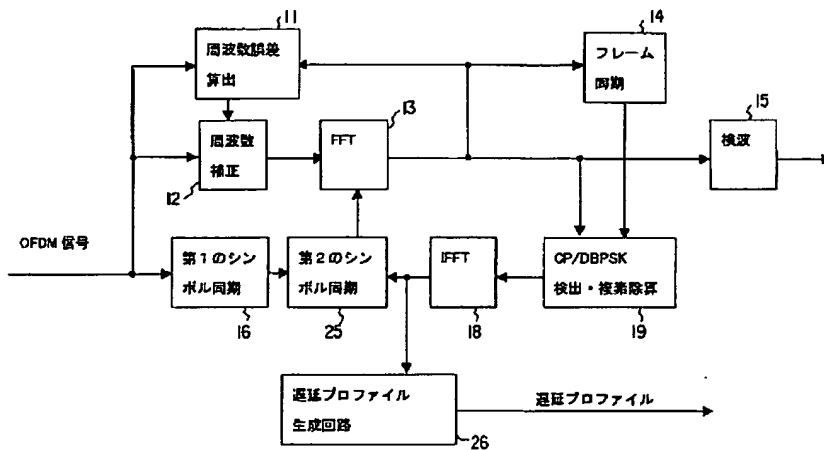 11
周波数誤差
算出
14
フレーム
同期
15
検波
13
FFT
周波数
補正
12
OFDM 信号
第1のシン
ボル同期
16
第2のシン
ボル同期
25
IFFT
18
CP/DBPSK
検出・複素除算
19
遅延プロファイル
生成回路
26
遅延プロファイル